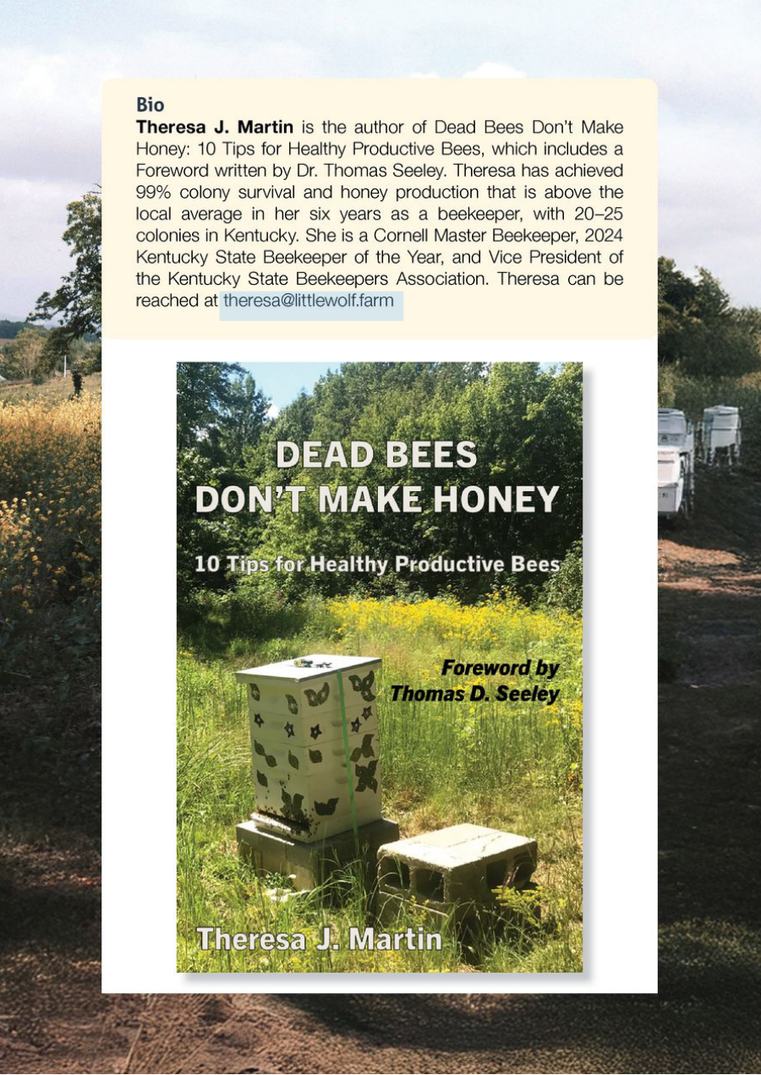 Bio
Theresa J. Martin is the author of Dead Bees Don't Make
Honey: 10 Tips for Healthy Productive Bees, which includes a
Foreword written by Dr. Thomas Seeley. Theresa has achieved
99% colony survival and honey production that is above the
local average in her six years as a beekeeper, with 20–25
colonies in Kentucky. She is a Cornell Master Beekeeper, 2024
Kentucky State Beekeeper of the Year, and Vice President of
the Kentucky State Beekeepers Association. Theresa can be
reached at theresa@littlewolf.farm
DEAD BEES
DON'T MAKE HONEY
10 Tips for Healthy Productive Bees
Foreword by
Thomas D. Seeley
Theresa J. Martin